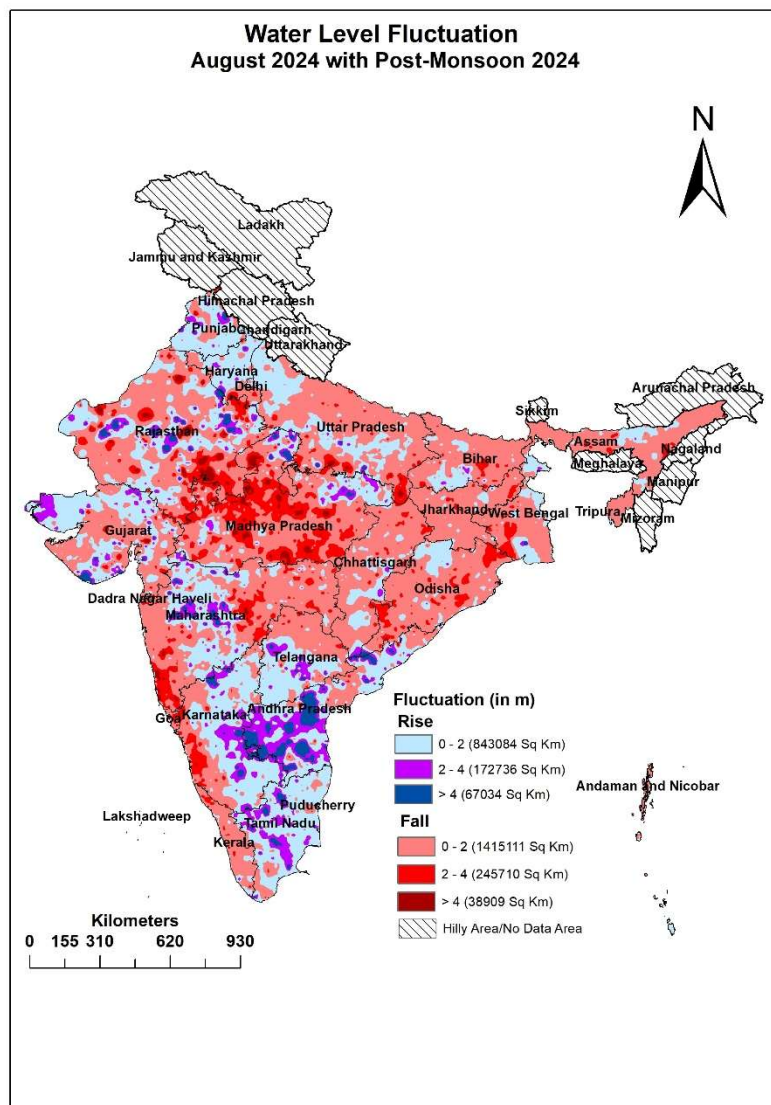 Water Level Fluctuation
August 2024 with Post-Monsoon 2024
N
Ladakh
Jammu and Kashmir
Himachal Pradesh
Punjab
Chandigarh
Uttarakhand
Haryana
Delhi
Arunachal Pradesh
Sikkim
Rajasthan
Uttar Pradesh
Assam
Nagaland
Bihar
Meghalaya
Manipur
Jharkhand
West Bengal
Tripura
Mizoram
Gujarat
Madhya Pradesh
Chhattisgarh
Odisha
Dadra Nagar Haveli
Maharashtra
Telangana
Goa
Karnataka
Andhra Pradesh
Puducherry
Tamil Nadu
Lakshadweep
Kerala
Andaman and Nicobar
Fluctuation (in m)
Rise
0 - 2 (843084 Sq Km)
2 - 4 (172736 Sq Km)
> 4 (67034 Sq Km)
Fall
0 - 2 (1415111 Sq Km)
2 - 4 (245710 Sq Km)
> 4 (38909 Sq Km)
Hilly Area/No Data Area
Kilometers
0 155 310 620 930